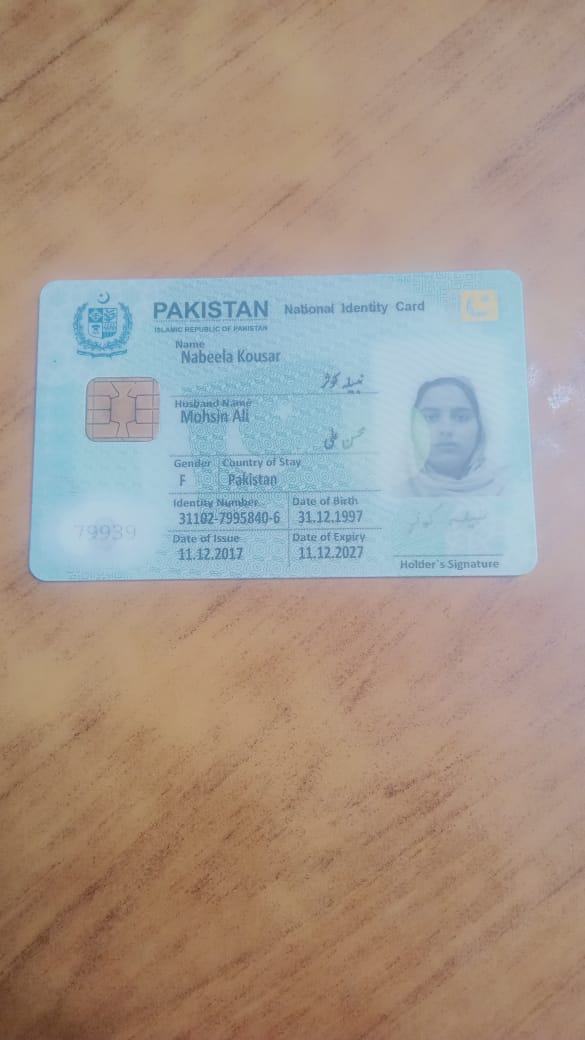 PAKISTAN National Identity Card
ISLAMIC REPUBLIC OF PAKISTAN
Name
Nabeela Kousar
نبیلہ کوثر
Husband Name
Mohsin Ali
محسن علی
Gender Country of Stay
F Pakistan
Identity Number Date of Birth
31102-7995840-6 31.12.1997
Date of Issue Date of Expiry
11.12.2017 11.12.2027
79939
نبیلہ کوثر
Holder's Signature